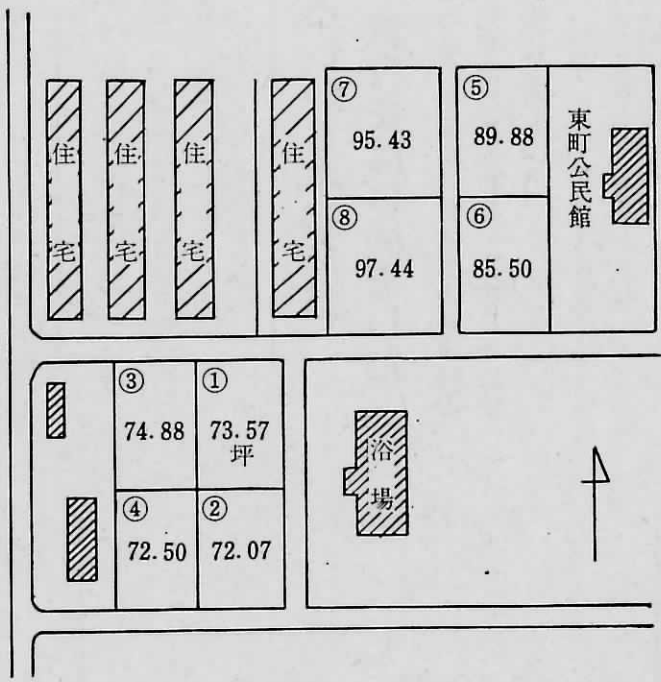 住宅
住宅
住宅
住宅
⑦
95.43
⑧
97.44
⑤
89.88
⑥
85.50
東町公民館
③
74.88
①
73.57
坪
④
72.50
②
72.07
浴場